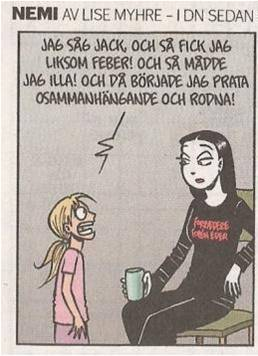 NEMI AV LISE MYHRE - I DN SEDAN
JAG SÅG JACK, OCH SÅ FICK JAG
LIKSOM FEBER! OCH SÅ MÅDDE
JAG ILLA! OCH DÅ BÖRJADE JAG PRATA
OSAMMANHÄNGANDE OCH RODNA!